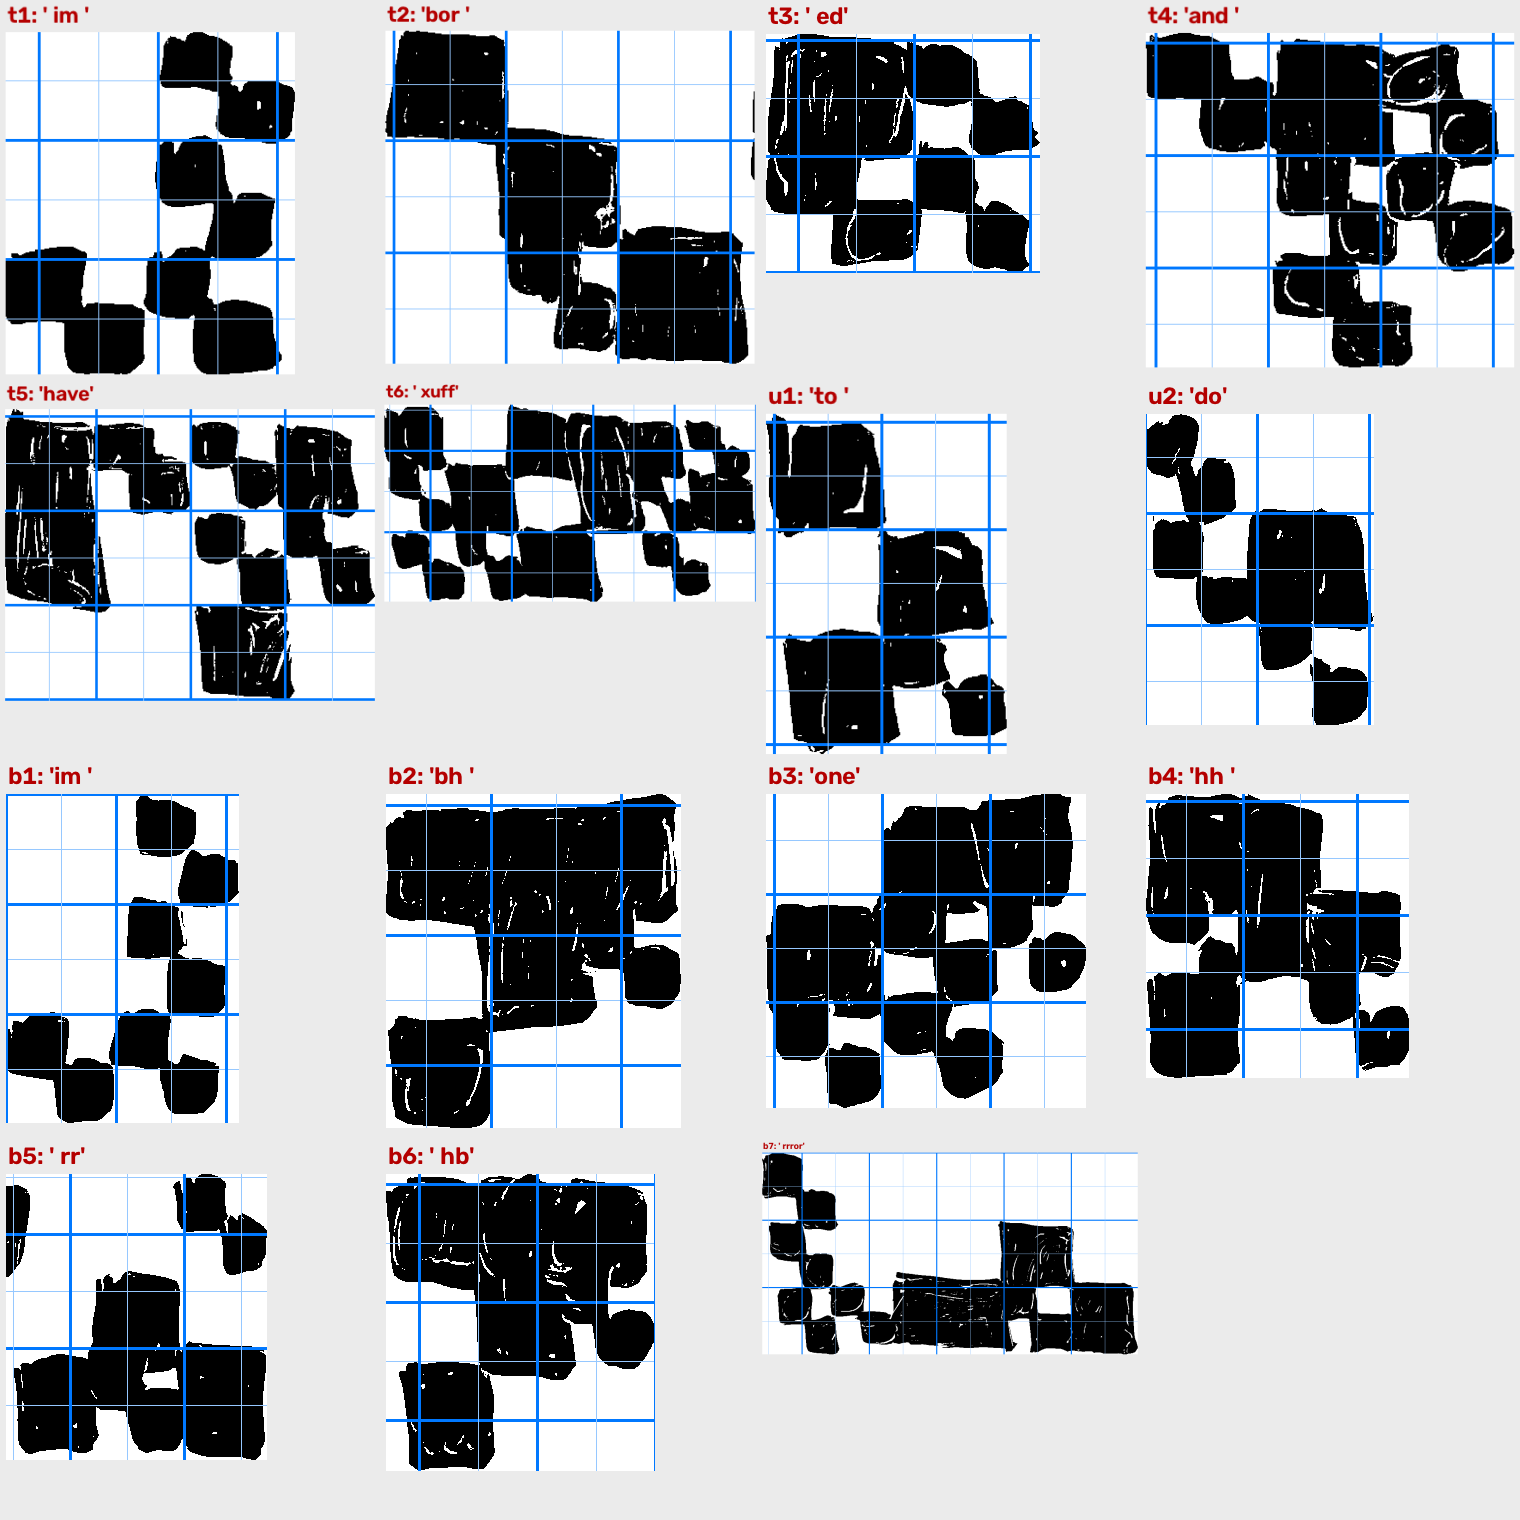 t1: ' im '
t2: 'bor '
t3: ' ed'
t4: 'and '
t5: 'have'
t6: ' xuff'
u1: 'to '
u2: 'do'
b1: 'im '
b2: 'bh '
b3: 'one'
b4: 'hh '
b5: ' rr'
b6: ' hb'
b7: ' rrror'